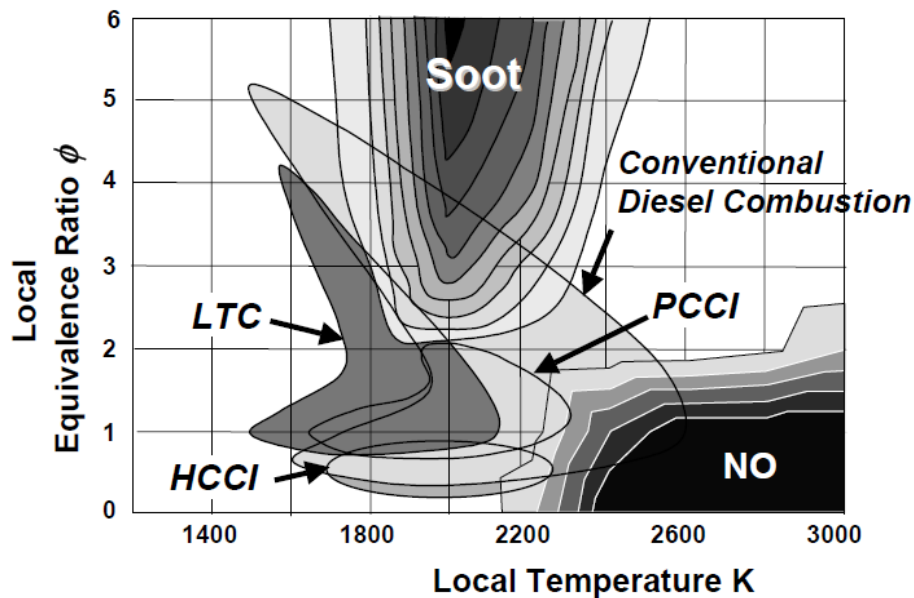 6
5
4
3
2
1
0
Local
Equivalence Ratio ϕ
Soot
Conventional
Diesel Combustion
LTC
PCCI
HCCI
NO
1400 1800 2200 2600 3000
Local Temperature K